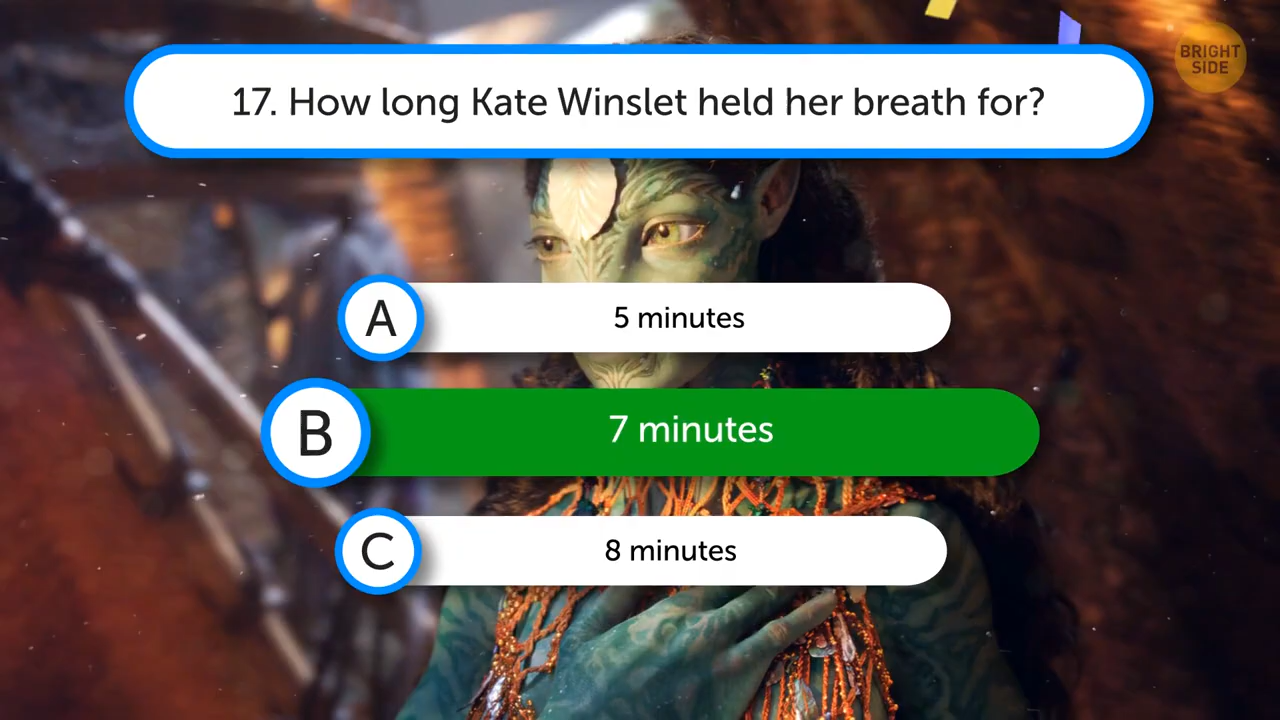 BRIGHT
SIDE
17. How long Kate Winslet held her breath for?
A
5 minutes
B
7 minutes
C
8 minutes